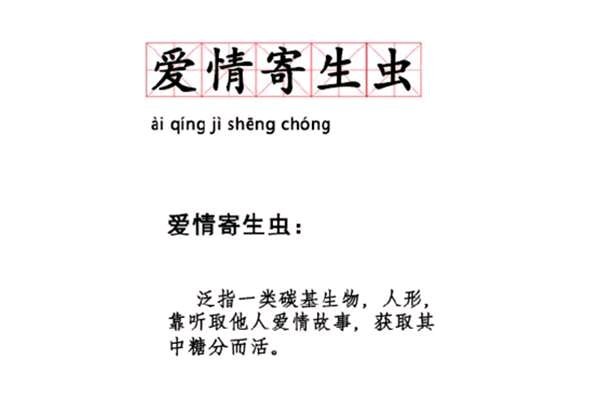 爱情寄生虫
ài qíng jì shēng chóng
爱情寄生虫：
泛指一类碳基生物，人形，
靠听取他人爱情故事，获取其
中糖分而活。